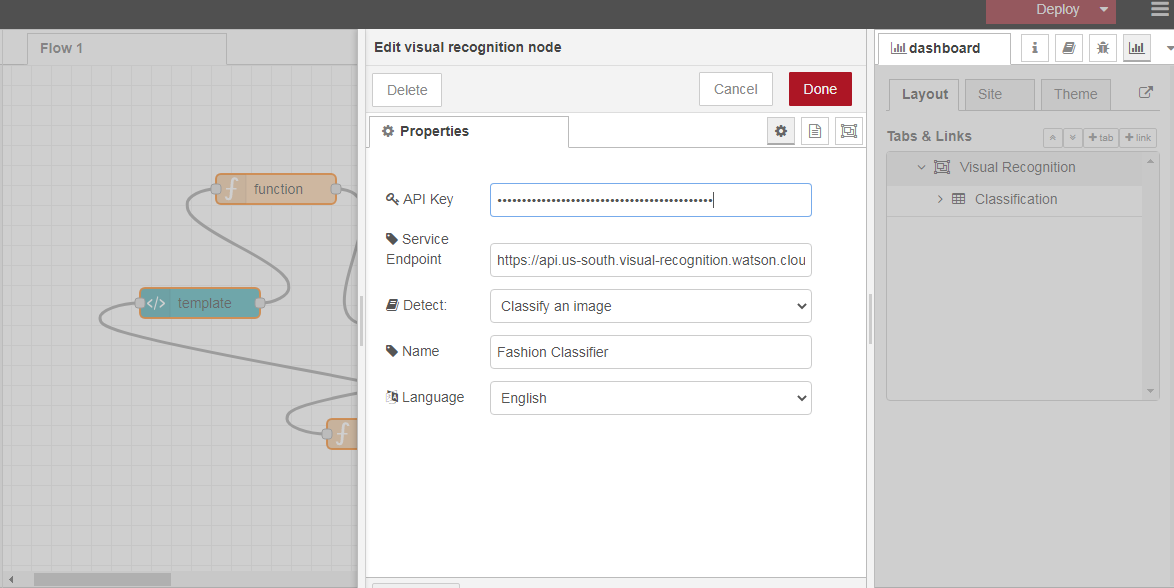 Deploy
Flow 1
function
template
Edit visual recognition node
Delete
Cancel
Done
Properties
API Key
••••••••••••••••••••••••••••••••••••••••••••
Service
Endpoint
https://api.us-south.visual-recognition.watson.clou
Detect:
Classify an image
Name
Fashion Classifier
Language
English
dashboard
i
Layout
Site
Theme
Tabs & Links
+ tab
+ link
Visual Recognition
Classification